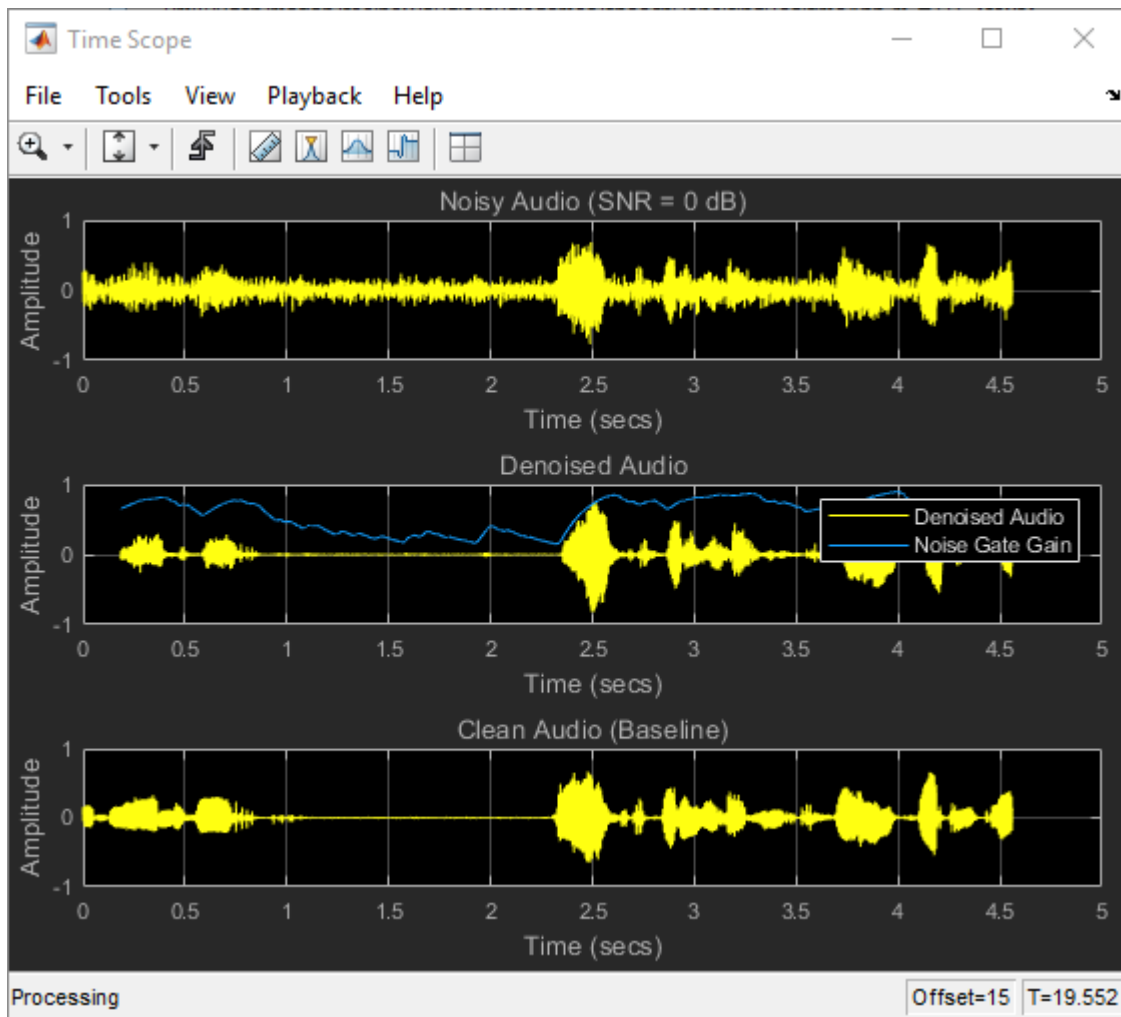 Time Scope
File Tools View Playback Help
Noisy Audio (SNR = 0 dB)
1
0
-1
Amplitude
0 0.5 1 1.5 2 2.5 3 3.5 4 4.5 5
Time (secs)
Denoised Audio
1
0
-1
Amplitude
Denoised Audio
Noise Gate Gain
0 0.5 1 1.5 2 2.5 3 3.5 4 4.5 5
Time (secs)
Clean Audio (Baseline)
1
0
-1
Amplitude
0 0.5 1 1.5 2 2.5 3 3.5 4 4.5 5
Time (secs)
Processing Offset=15 T=19.552